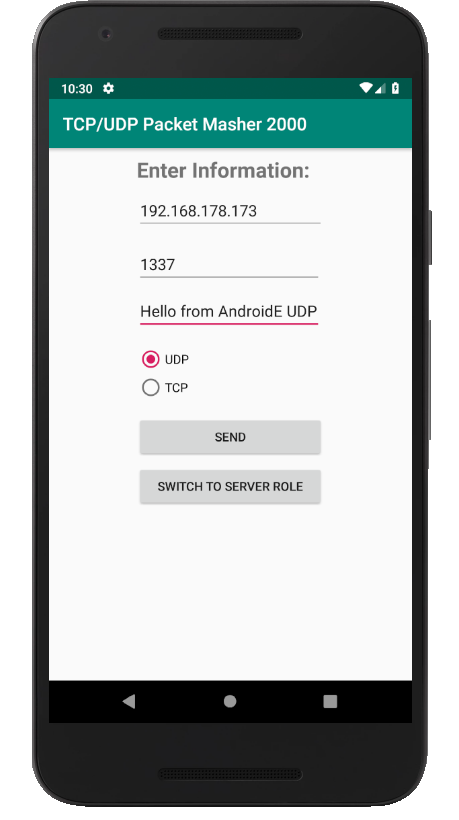 10:30
TCP/UDP Packet Masher 2000
Enter Information:
192.168.178.173
1337
Hello from AndroidE UDP
UDP
TCP
SEND
SWITCH TO SERVER ROLE